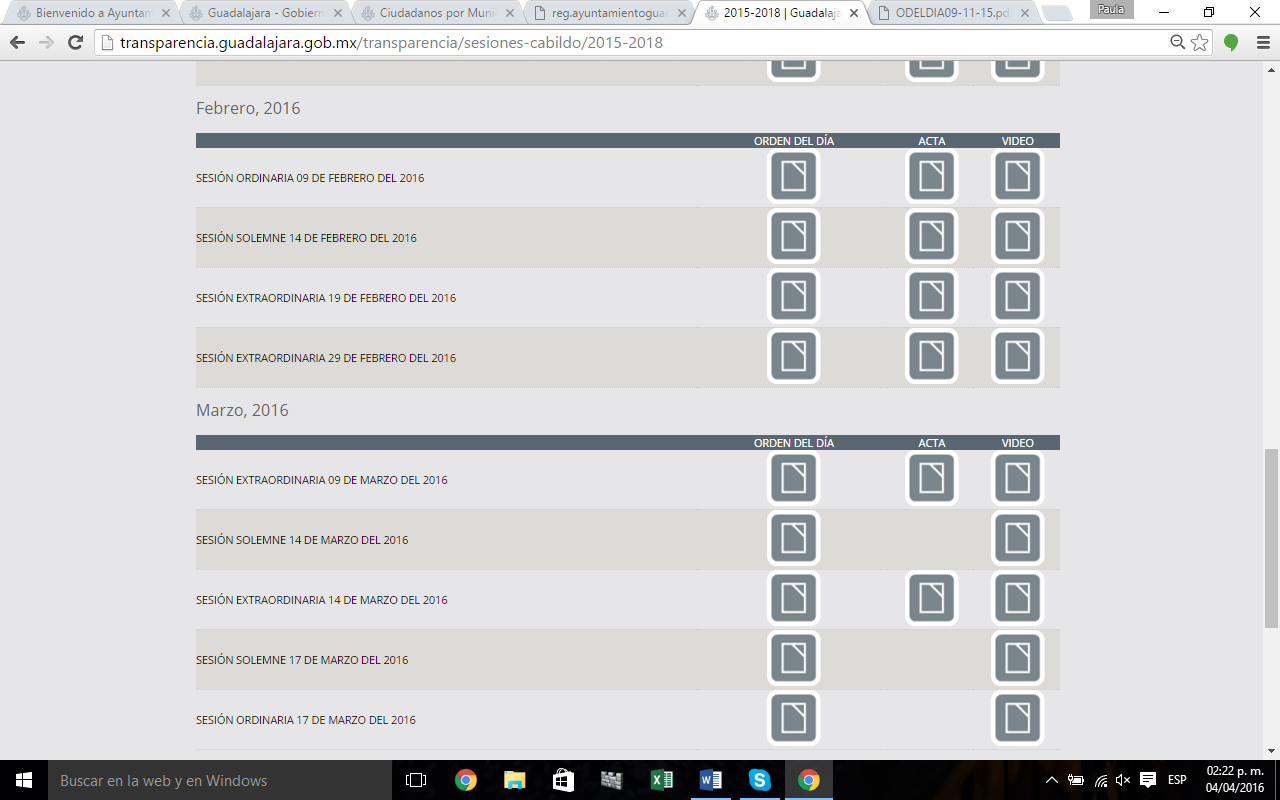 Bienvenido a Ayuntam
Guadalajara - Gobiern
Ciudadanos por Muni
reg.ayuntamientogua
2015-2018 | Guadalaja
ODELDIA09-11-15.pd
Paula
transparencia.guadalajara.gob.mx/transparencia/sesiones-cabildo/2015-2018
Febrero, 2016
ORDEN DEL DÍA ACTA VIDEO
SESIÓN ORDINARIA 09 DE FEBRERO DEL 2016
SESIÓN SOLEMNE 14 DE FEBRERO DEL 2016
SESIÓN EXTRAORDINARIA 19 DE FEBRERO DEL 2016
SESIÓN EXTRAORDINARIA 29 DE FEBRERO DEL 2016
Marzo, 2016
ORDEN DEL DÍA ACTA VIDEO
SESIÓN EXTRAORDINARIA 09 DE MARZO DEL 2016
SESIÓN SOLEMNE 14 DE MARZO DEL 2016
SESIÓN EXTRAORDINARIA 14 DE MARZO DEL 2016
SESIÓN SOLEMNE 17 DE MARZO DEL 2016
SESIÓN ORDINARIA 17 DE MARZO DEL 2016
Buscar en la web y en Windows
ESP
02:22 p. m.
04/04/2016